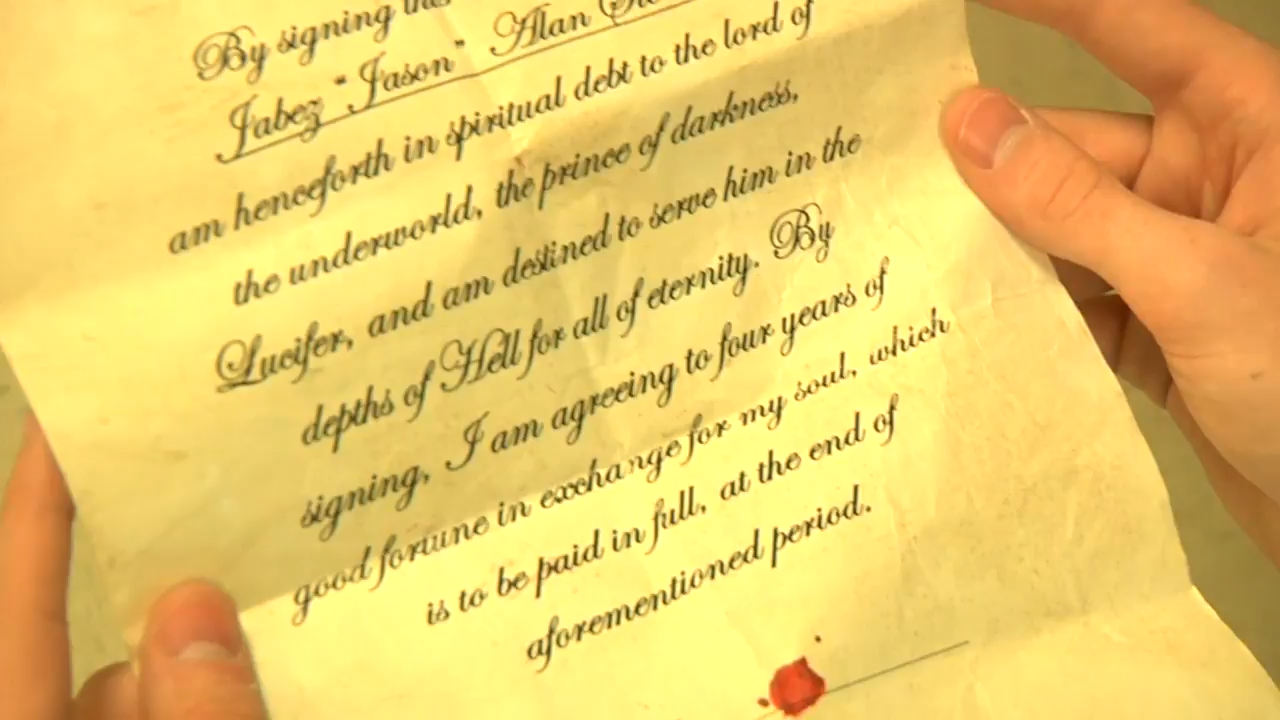 By signing this
Jabez "Jason" Alan
am henceforth in spiritual debt to the lord of
the underworld, the prince of darkness,
Lucifer, and am destined to serve him in the
depths of Hell for all of eternity. By
signing, I am agreeing to four years of
good fortune in exchange for my soul, which
is to be paid in full, at the end of
aforementioned period.